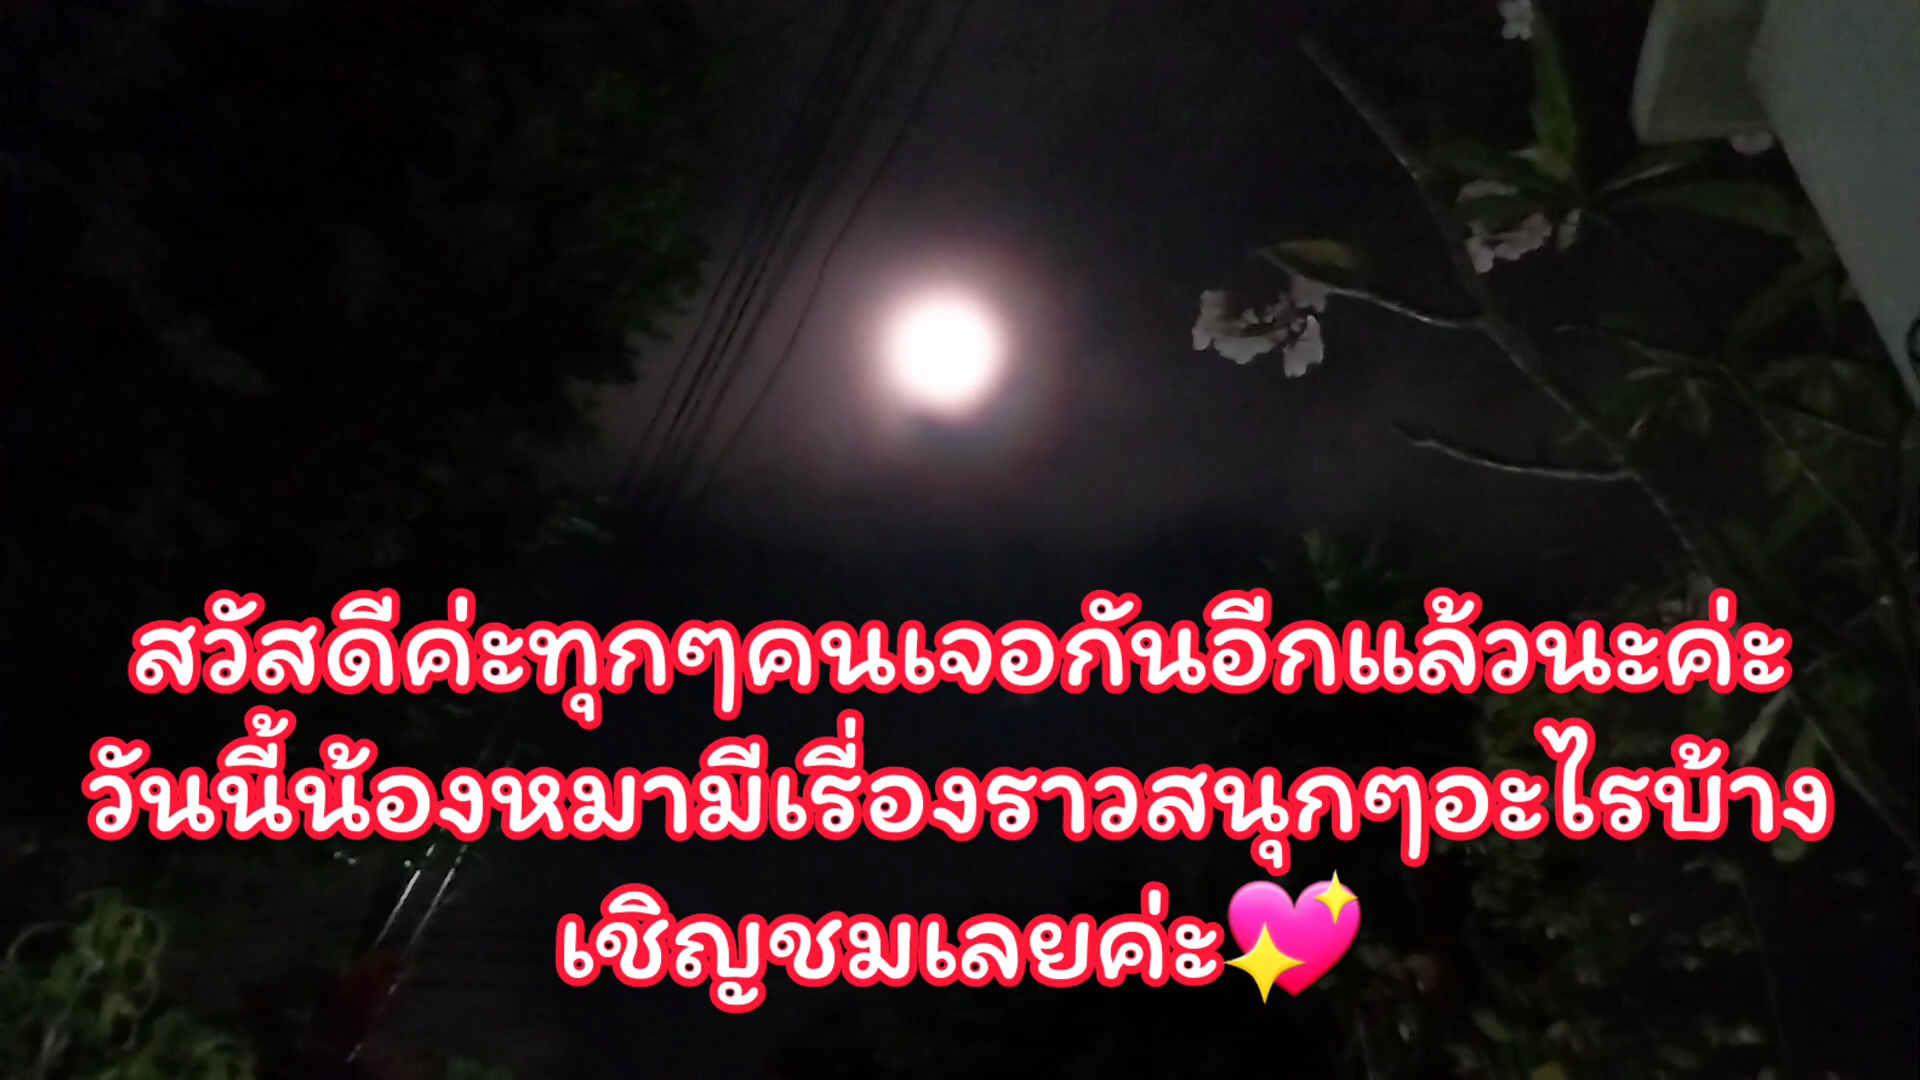 สวัสดีค่ะทุกๆคนเจอกันอีกแล้วนะค่ะ
วันนี้น้องหมามีเรื่องราวสนุกๆอะไรบ้าง
เชิญชมเลยค่ะ💖